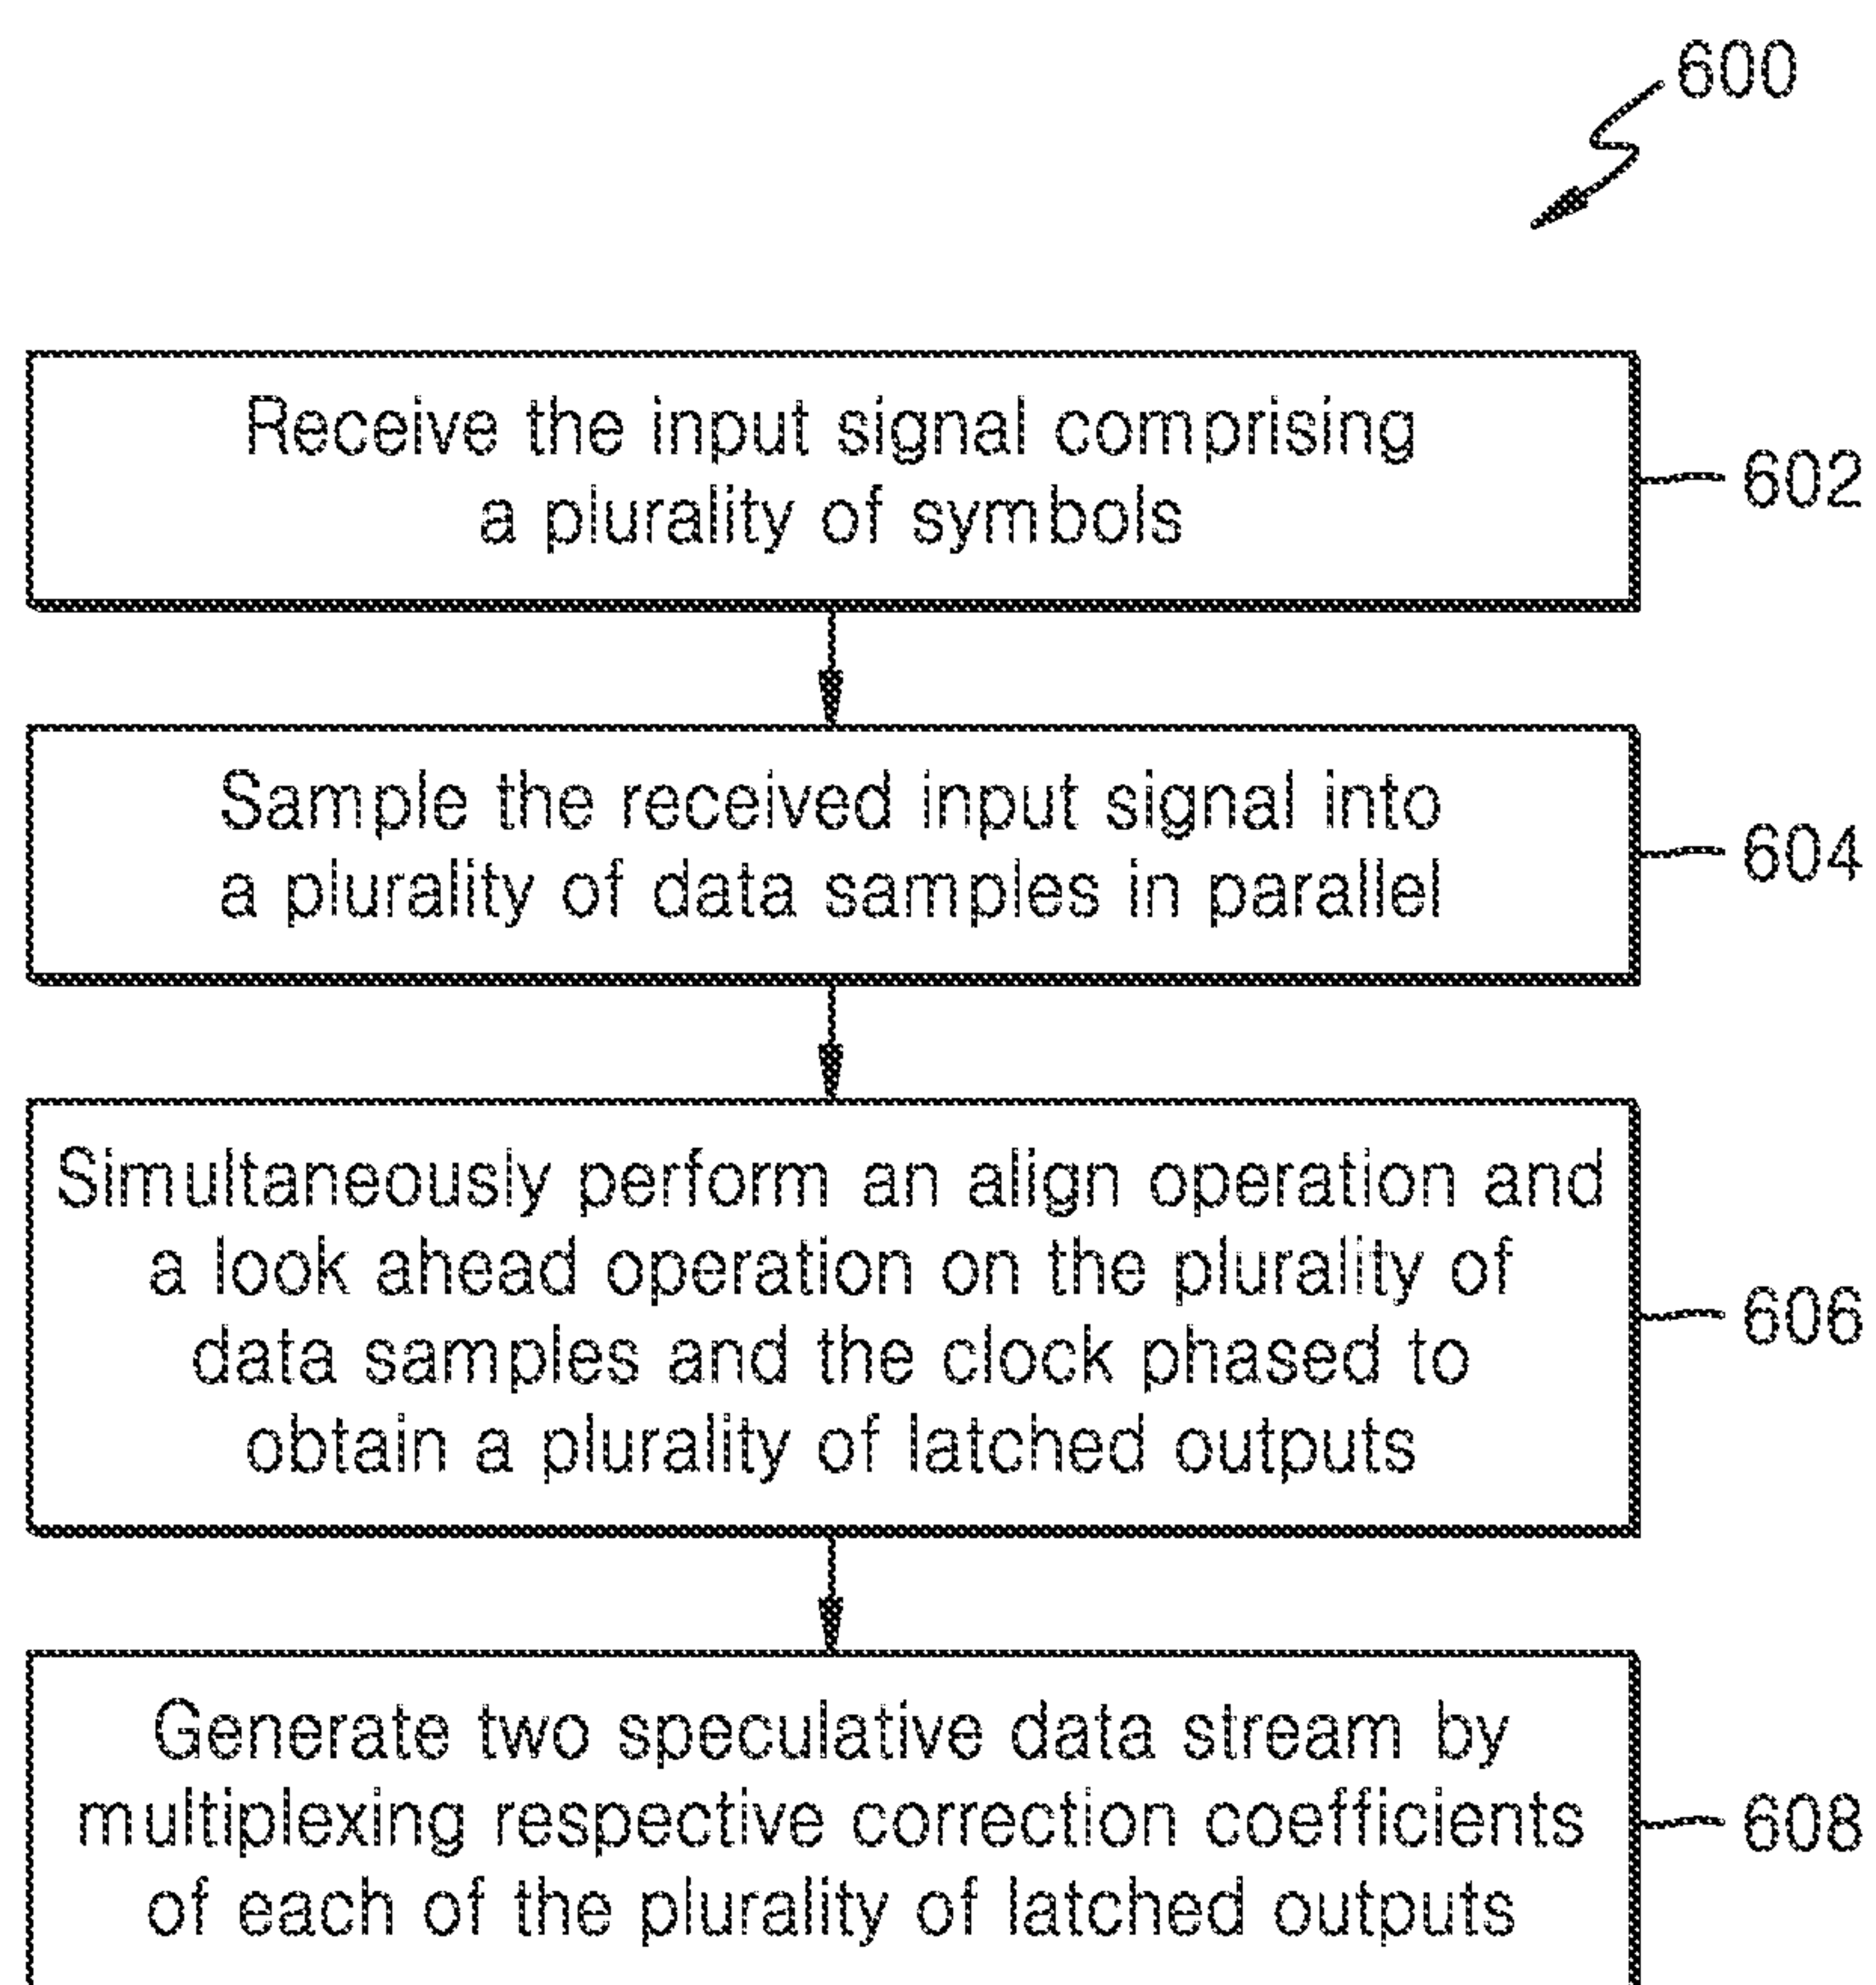 600
Receive the input signal comprising
a plurality of symbols
602
Sample the received input signal into
a plurality of data samples in parallel
604
Simultaneously perform an align operation and
a look ahead operation on the plurality of
data samples and the clock phased to
obtain a plurality of latched outputs
606
Generate two speculative data stream by
multiplexing respective correction coefficients
of each of the plurality of latched outputs
608